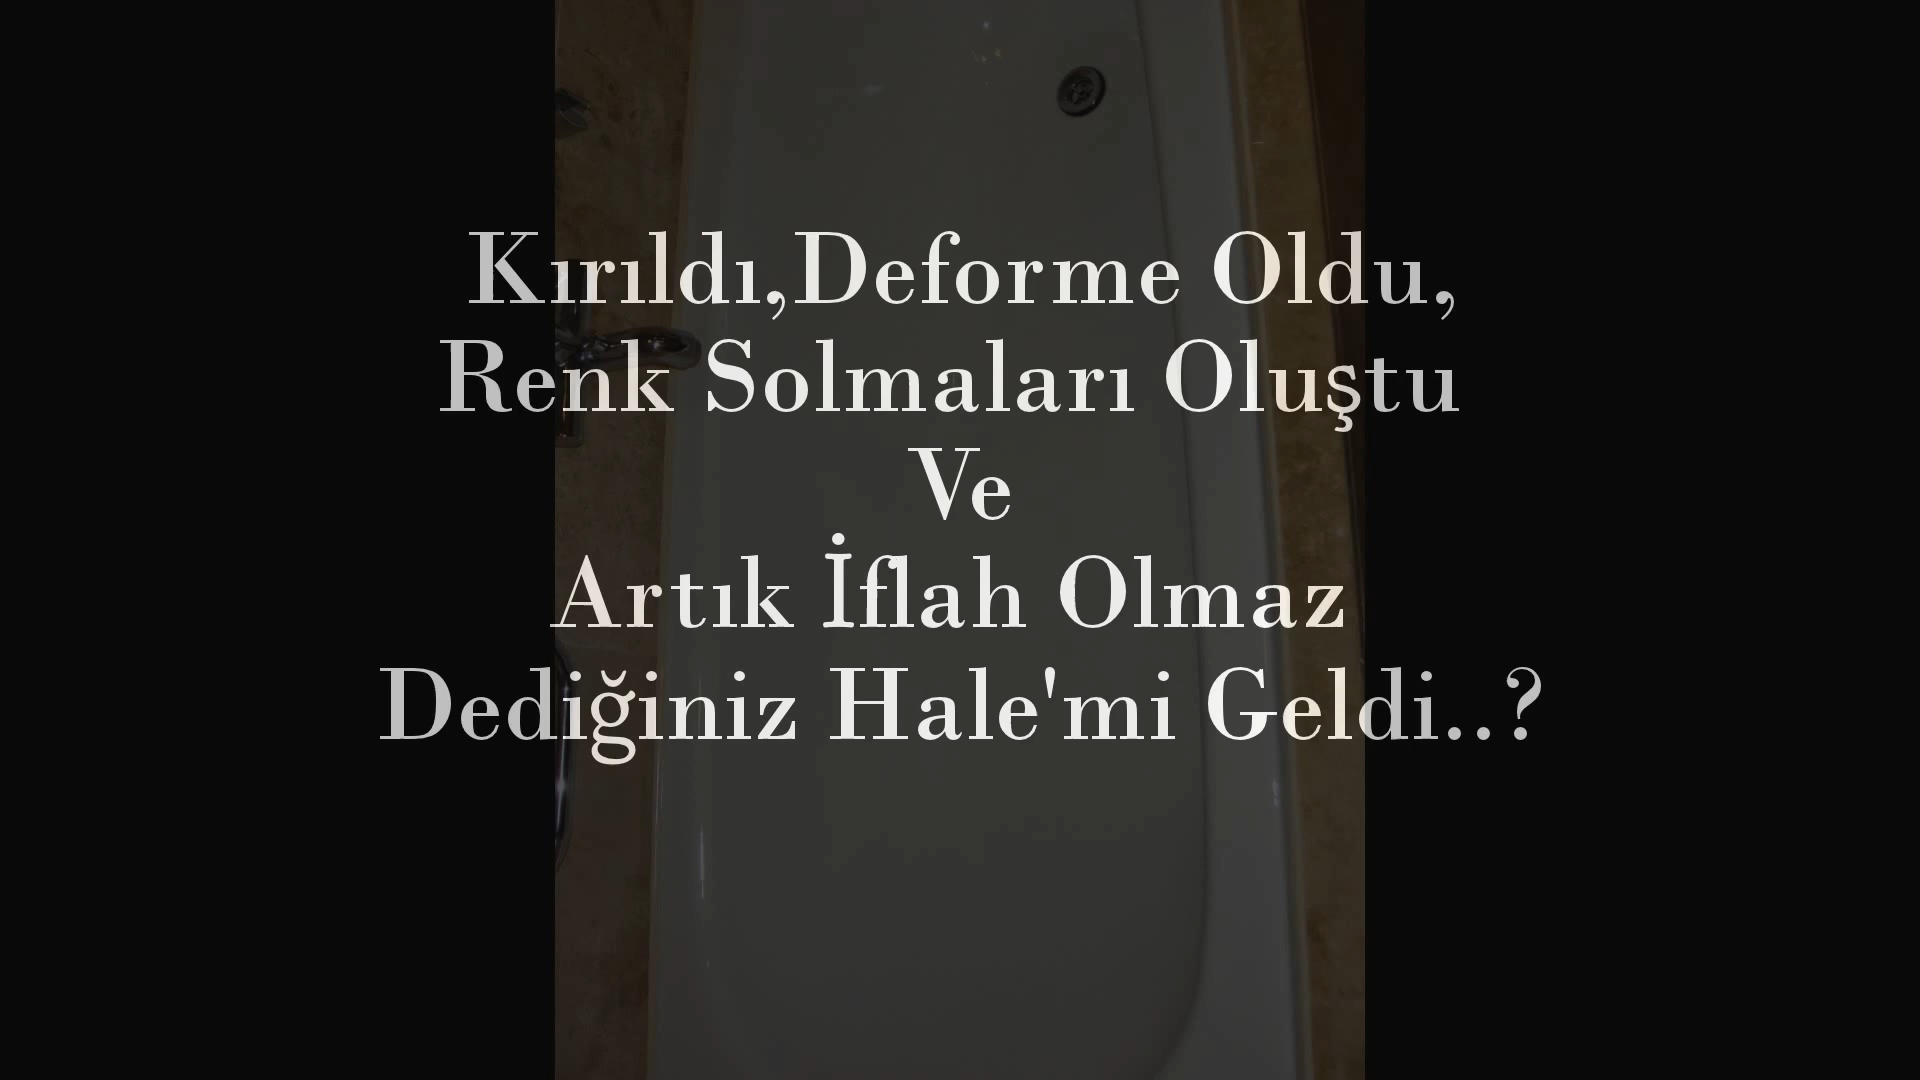 Kırıldı,Deforme Oldu,
Renk Solmaları Oluştu
Ve
Artık İflah Olmaz
Dediğiniz Hale'mi Geldi..?